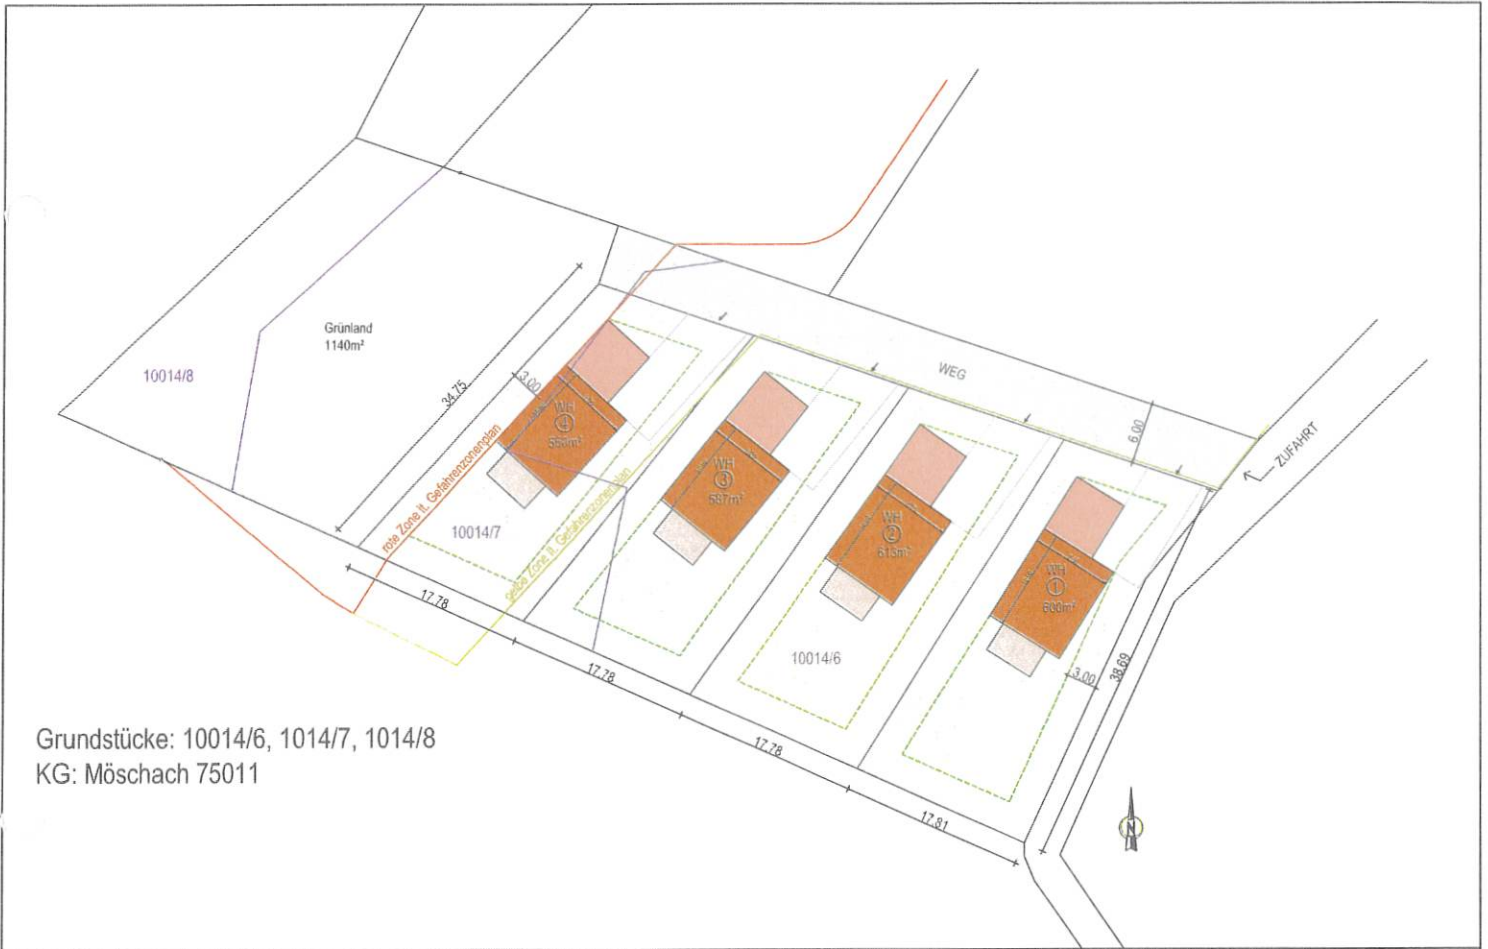 Grünland
1140m²
10014/8
34.75
3.00
WH
4
rote Zone lt. Gefahrenzonenplan
10014/7
gelbe Zone lt. Gefahrenzonenplan
WH
3
587m²
WEG
6.00
ZUFAHRT
WH
2
613m²
10014/6
WH
1
600m²
3.00
38.69
17.78
17.78
17.78
17.81
N
Grundstücke: 10014/6, 1014/7, 1014/8
KG: Möschach 75011